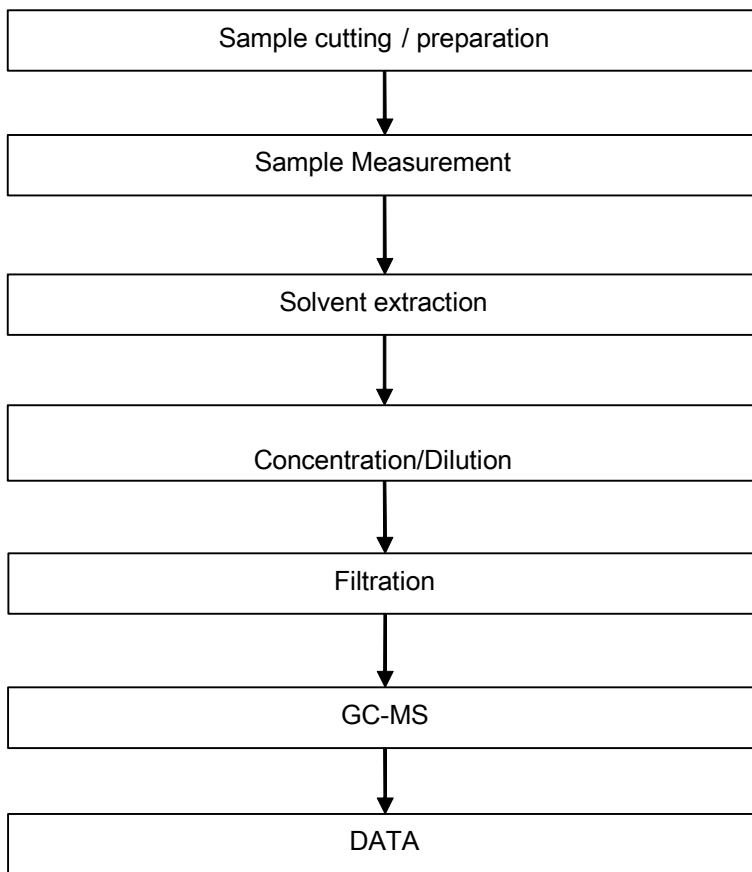 Sample cutting / preparation
Sample Measurement
Solvent extraction
Concentration/Dilution
Filtration
GC-MS
DATA